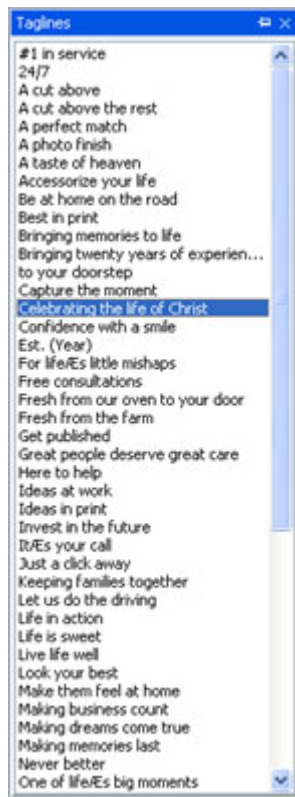 Taglines
#1 in service
24/7
A cut above
A cut above the rest
A perfect match
A photo finish
A taste of heaven
Accessorize your life
Be at home on the road
Best in print
Bringing memories to life
Bringing twenty years of experien...
to your doorstep
Capture the moment
Celebrating the life of Christ
Confidence with a smile
Est. (Year)
For lifeÆs little mishaps
Free consultations
Fresh from our oven to your door
Fresh from the farm
Get published
Great people deserve great care
Here to help
Ideas at work
Ideas in print
Invest in the future
ItÆs your call
Just a click away
Keeping families together
Let us do the driving
Life in action
Life is sweet
Live life well
Look your best
Make them feel at home
Making business count
Making dreams come true
Making memories last
Never better
One of lifeÆs big moments